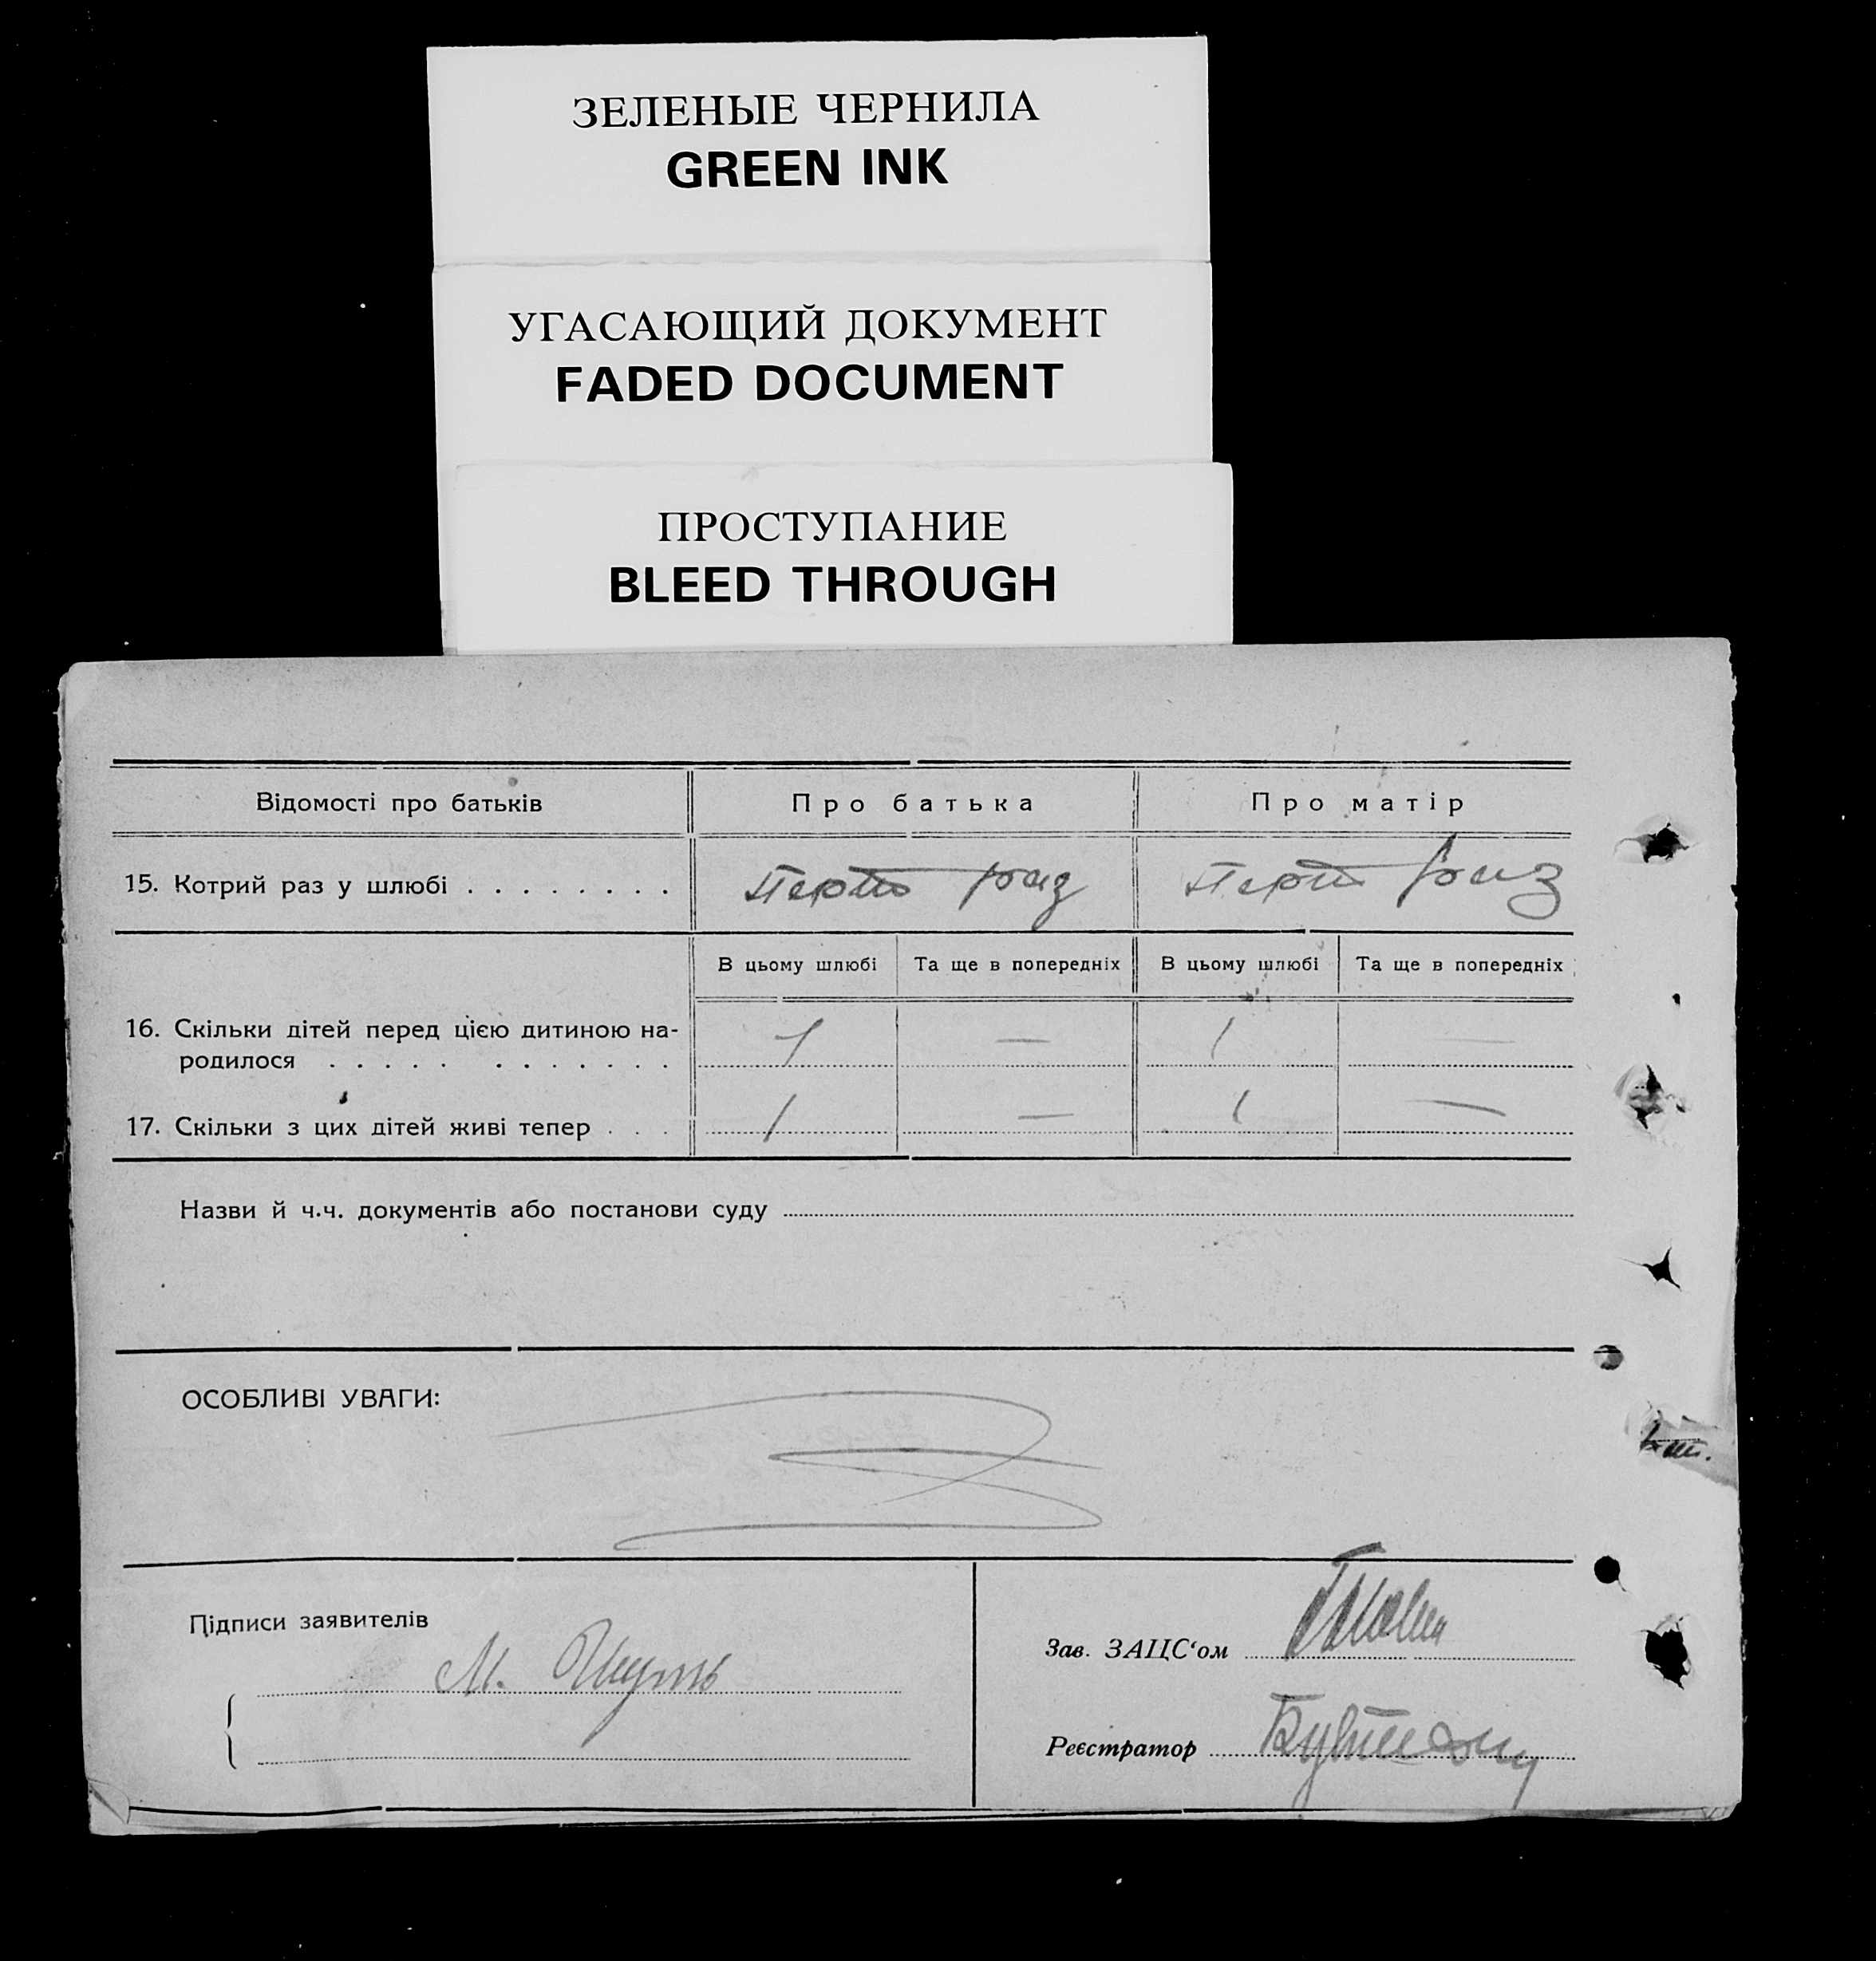 ЗЕЛЕНЫЕ ЧЕРНИЛА
GREEN INK
УГАСАЮЩИЙ ДОКУМЕНТ
FADED DOCUMENT
ПРОСТУПАНИЕ
BLEED THROUGH
Відомості про батьків Про батька Про матір
15. Котрий раз у шлюбі . . . . . . . . раз раз
В цьому шлюбі Та ще в попередніх В цьому шлюбі Та ще в попередніх
16. Скільки дітей перед цією дитиною на-
родилося . . . . . . . . . . . . 1 — 1 —
17. Скільки з цих дітей живі тепер . . . 1 — 1 —
Назви й ч.ч. документів або постанови суду
ОСОБЛИВІ УВАГИ:
Підписи заявителів
М.
Зав. ЗАЦС‘ом
Реєстратор